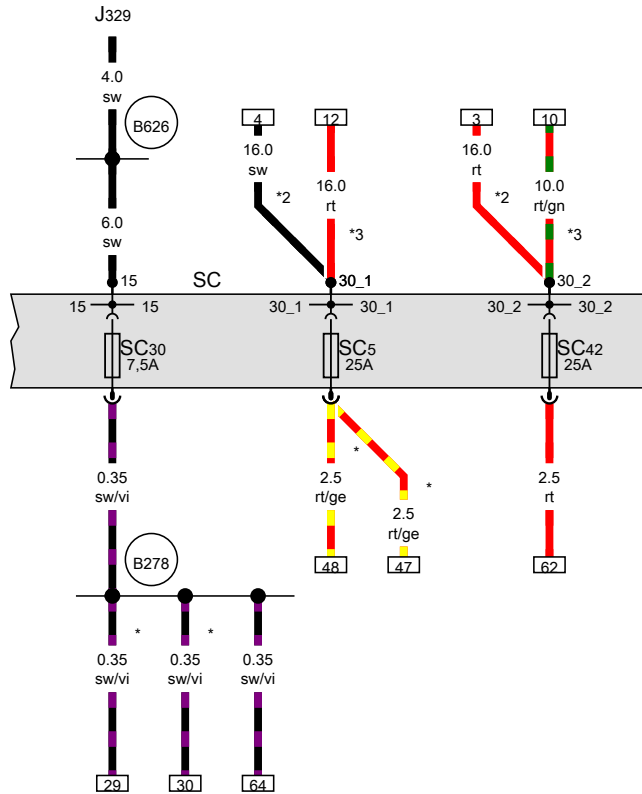 J329
4.0
sw
B626
4 12 3 10
16.0 16.0
sw rt
16.0 10.0
rt rt/gn
*2 *3 *2 *3
6.0
sw
15 SC 30_1 30_2
15 15 30_1 30_1 30_2 30_2
SC30 SC5 SC42
7,5A 25A 25A
* *
0.35 2.5 2.5
sw/vi rt/ge rt
2.5
rt/ge
48 47 62
B278
* *
0.35 0.35 0.35
sw/vi sw/vi sw/vi
29 30 64